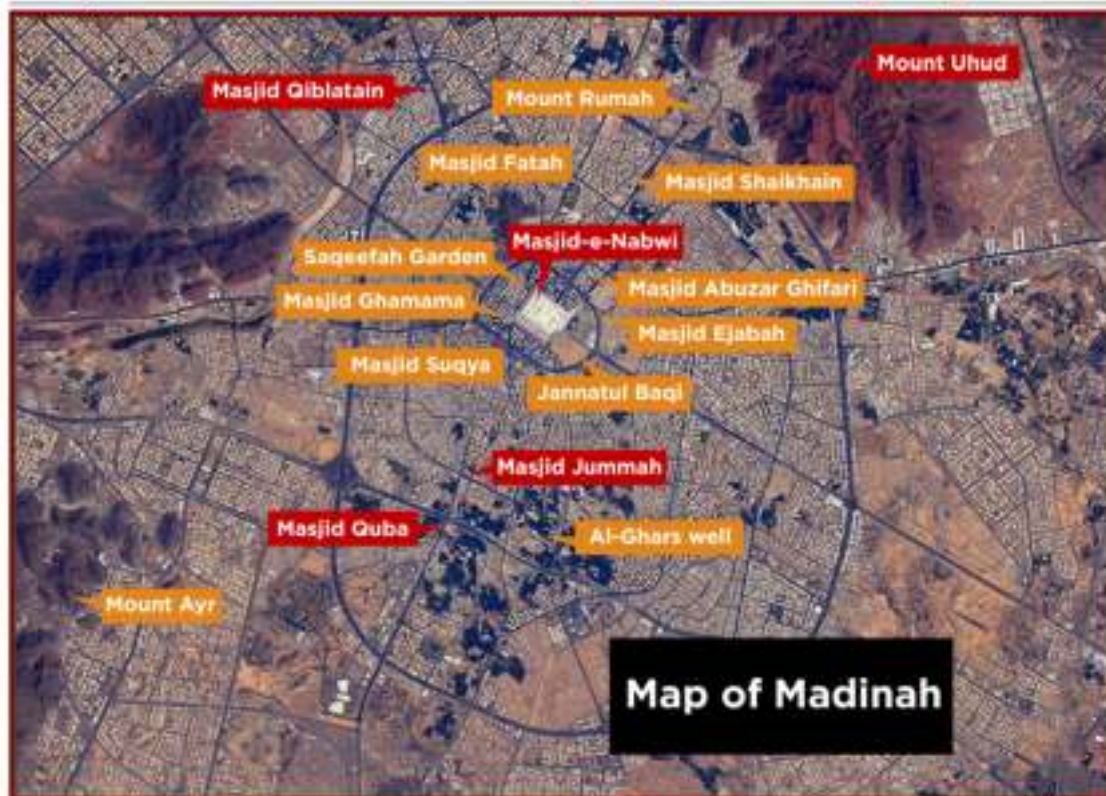 Mount Uhud
Masjid Qiblatain
Mount Rumah
Masjid Fatah
Masjid Shaikhain
Masjid-e-Nabwi
Saqeefah Garden
Masjid Abuzar Ghifari
Masjid Ghamama
Masjid Ejabah
Masjid Suqya
Jannatul Baqi
Masjid Jummah
Masjid Quba
Al-Ghars well
Mount Ayr
Map of Madinah